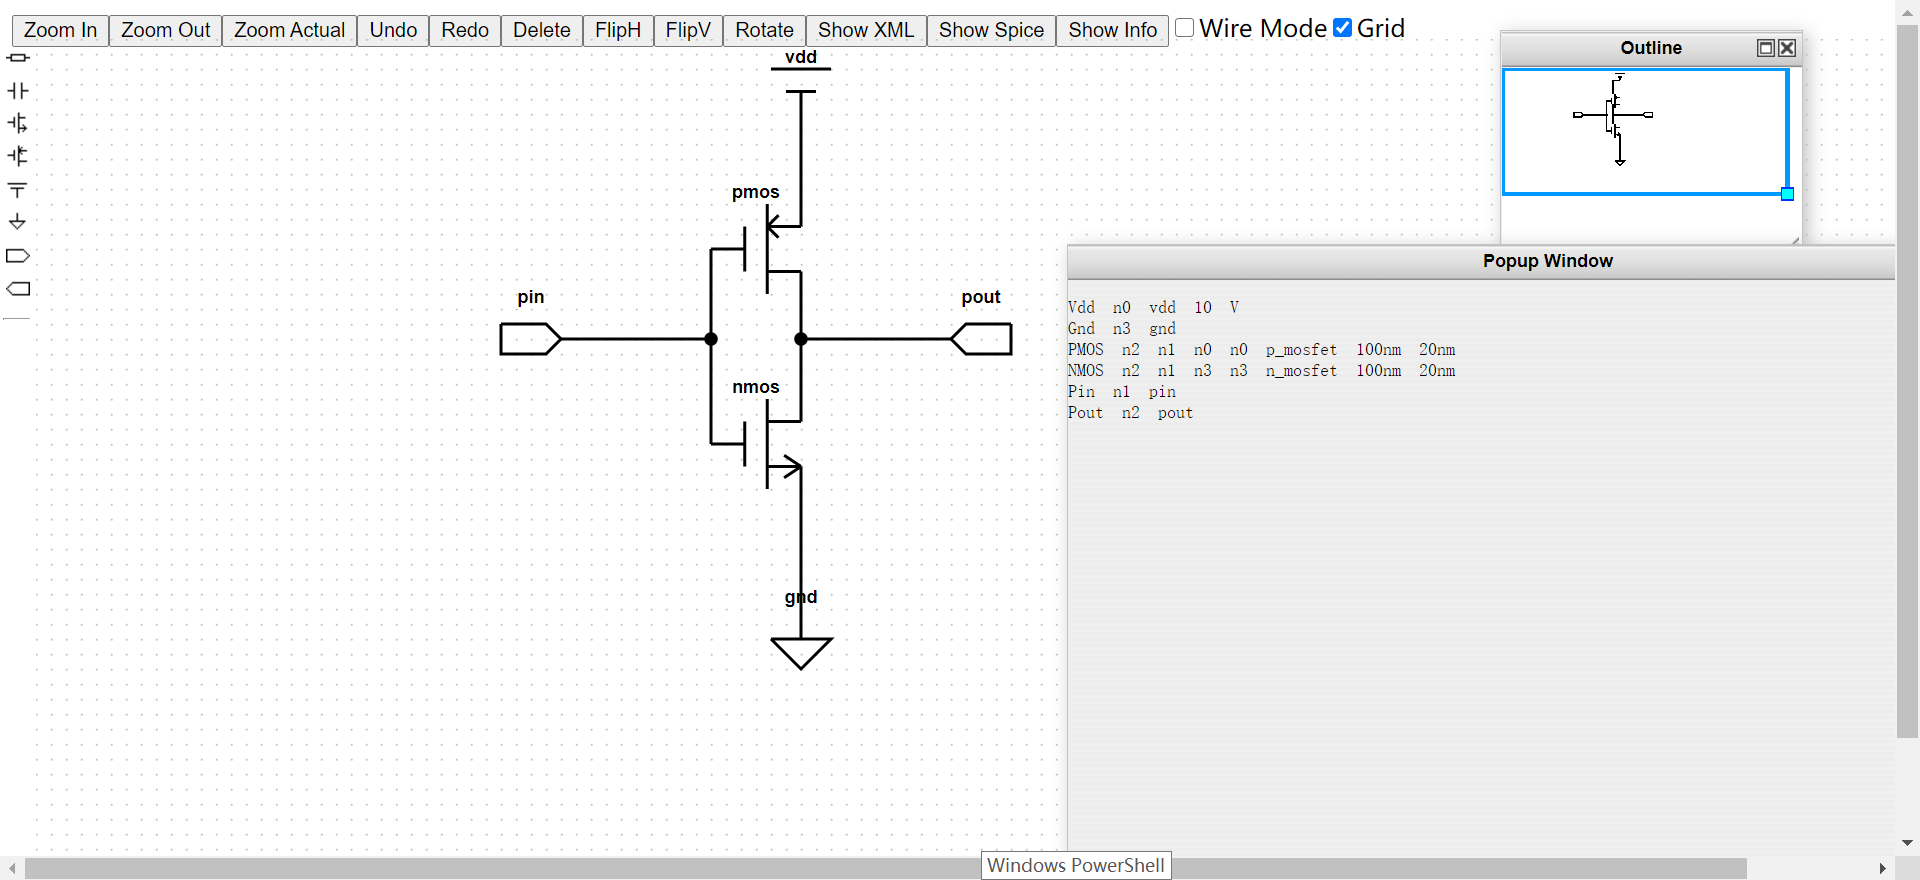 Zoom In Zoom Out Zoom Actual Undo Redo Delete FlipH FlipV Rotate Show XML Show Spice Show Info Wire Mode Grid
Outline
vdd
pmos
pin
pout
nmos
gnd
Popup Window
Vdd n0 vdd 10 V
Gnd n3 gnd
PMOS n2 n1 n0 n0 p_mosfet 100nm 20nm
NMOS n2 n1 n3 n3 n_mosfet 100nm 20nm
Pin n1 pin
Pout n2 pout
Windows PowerShell